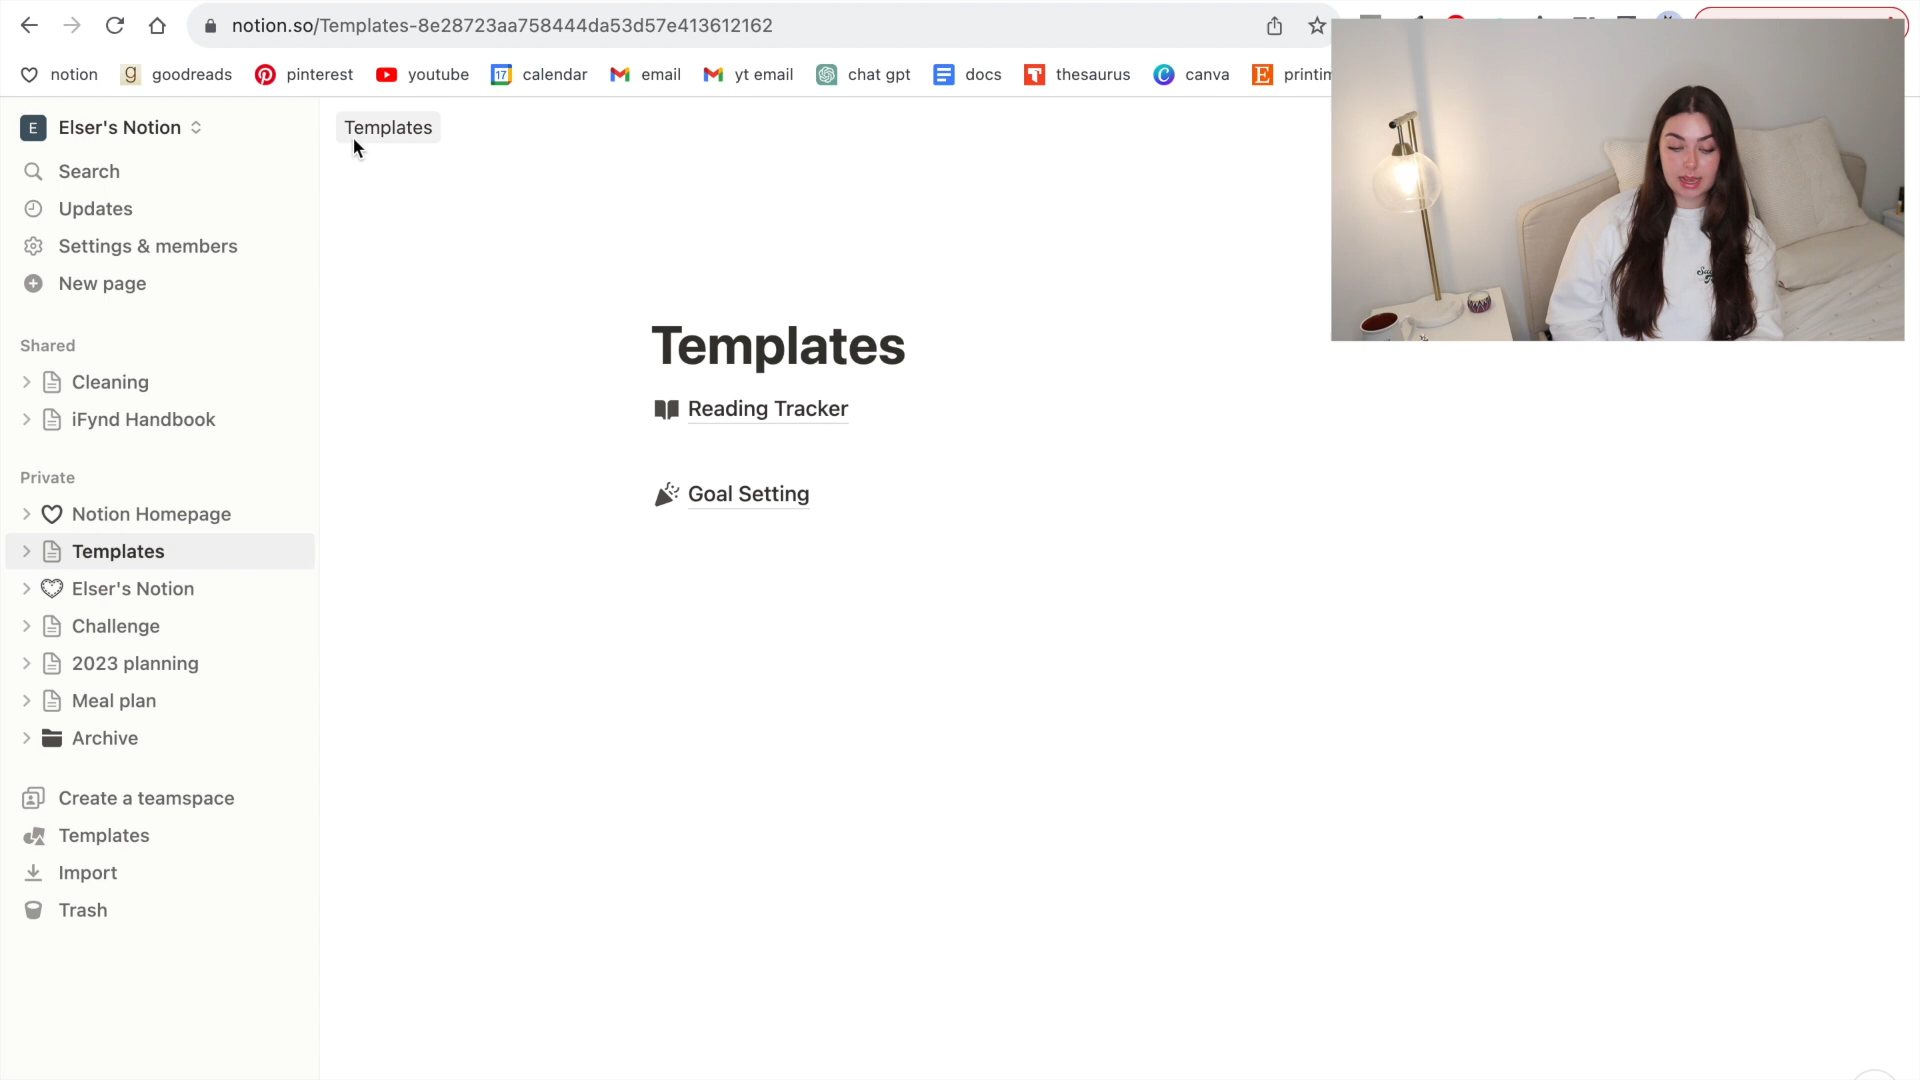 notion.so/Templates-8e28723aa758444da53d57e413612162
notion
g goodreads
pinterest
youtube
17 calendar
email
yt email
chat gpt
docs
T thesaurus
C canva
E
E Elser's Notion
Templates
Search
Updates
Settings & members
New page
Shared
Cleaning
iFynd Handbook
Private
Notion Homepage
Templates
Elser's Notion
Challenge
2023 planning
Meal plan
Archive
Create a teamspace
Templates
Import
Trash
Templates
Reading Tracker
Goal Setting